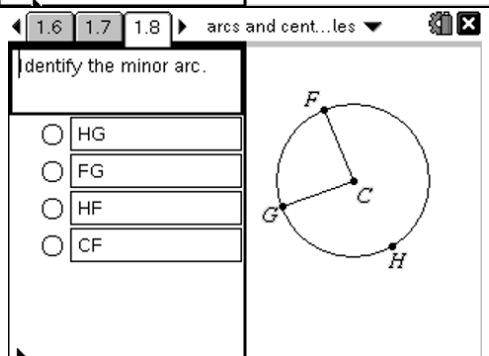 1.6 1.7 1.8 arcs and cent...les
Identify the minor arc.
HG
FG
HF
CF
F
C
G
H